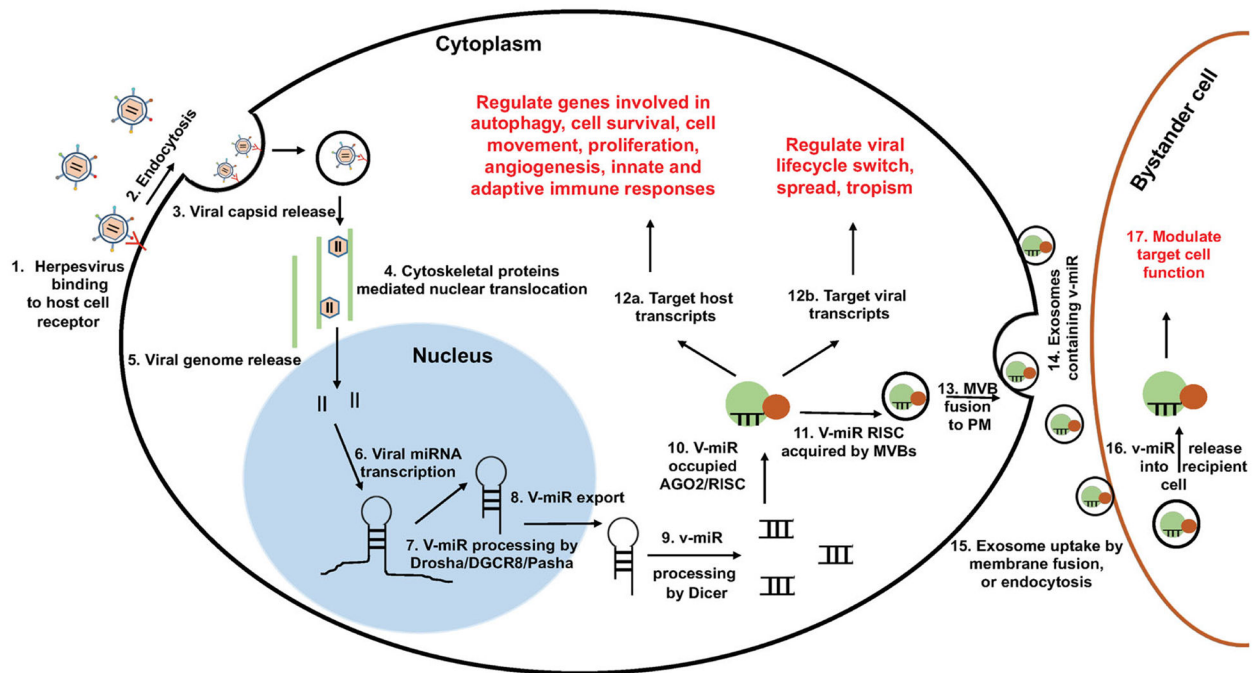 Cytoplasm
Regulate genes involved in
autophagy, cell survival, cell
movement, proliferation,
angiogenesis, innate and
adaptive immune responses
Regulate viral
lifecycle switch,
spread, tropism
Bystander cell
2. Endocytosis
3. Viral capsid release
1. Herpesvirus
binding
to host cell
receptor
4. Cytoskeletal proteins
mediated nuclear translocation
5. Viral genome release
Nucleus
6. Viral miRNA
transcription
7. V-miR processing by
Drosha/DGCR8/Pasha
8. V-miR export
9. v-miR
processing
by Dicer
10. V-miR
occupied
AGO2/RISC
11. V-miR RISC
acquired by MVBs
12a. Target host
transcripts
12b. Target viral
transcripts
13. MVB
fusion
to PM
14. Exosomes
containing v-miR
15. Exosome uptake by
membrane fusion,
or endocytosis
16. v-miR release
into recipient
cell
17. Modulate
target cell
function